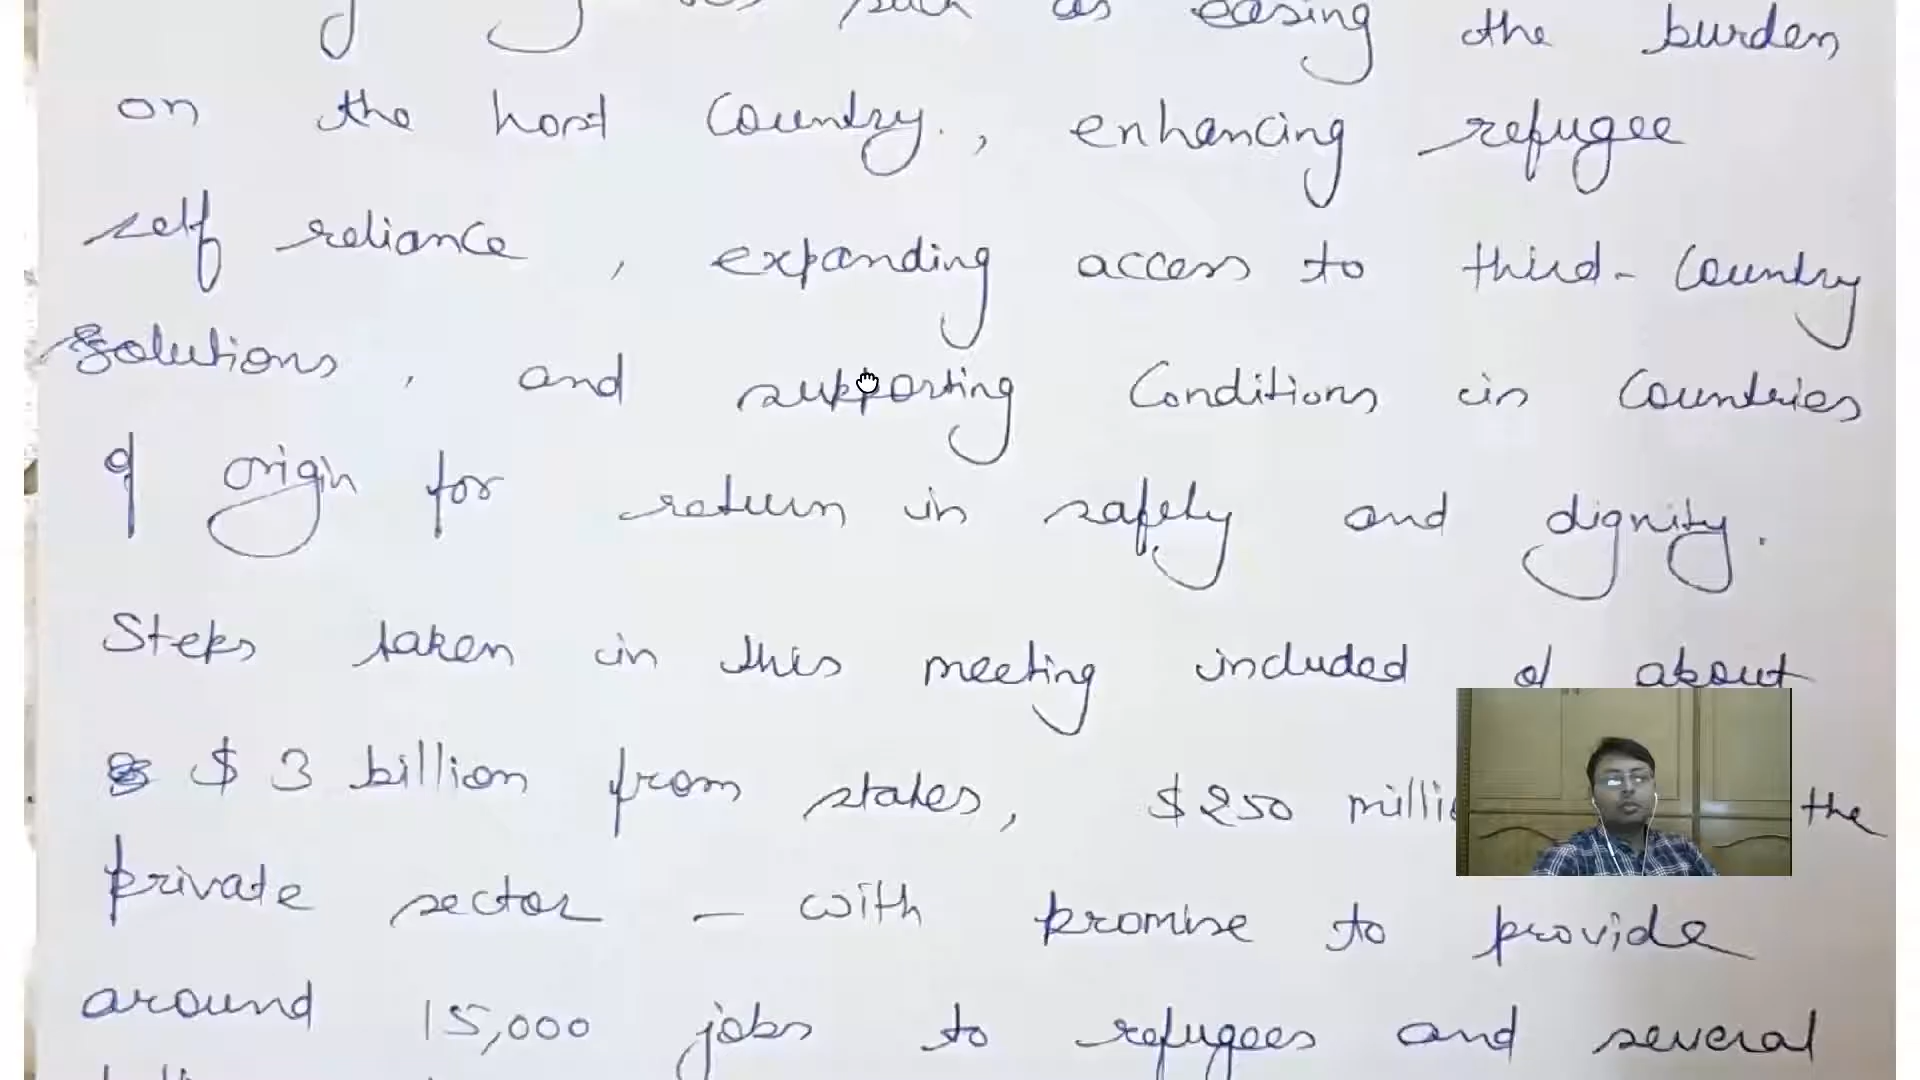 such as easing the burden
on the host country, enhancing refugee
self reliance, expanding access to third-country
solutions, and supporting conditions in countries
of origin for return in safety and dignity.
Steps taken in this meeting included of about
$3 billion from states, $250 the
private sector – with promise to provide
around 15,000 jobs to refugees and several